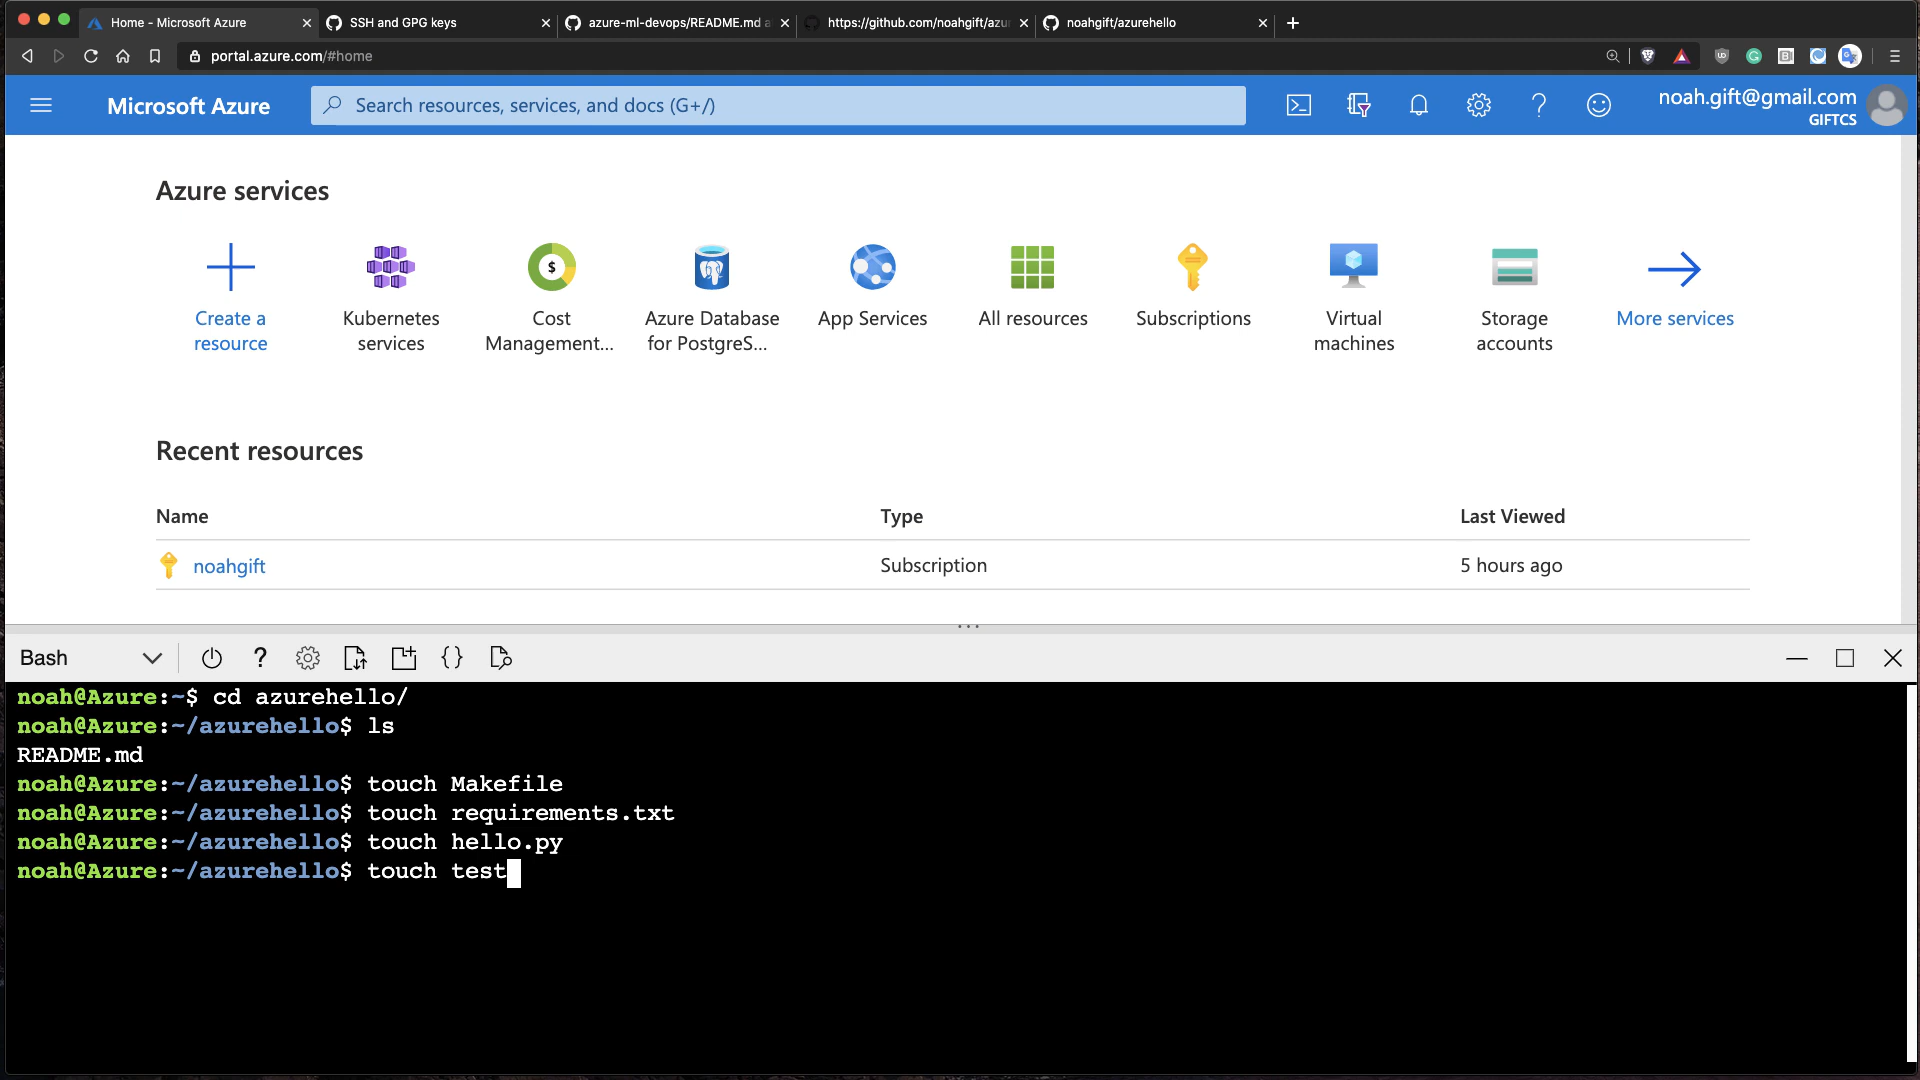 Home - Microsoft Azure
SSH and GPG keys
azure-ml-devops/README.md a
https://github.com/noahgift/azur
noahgift/azurehello
portal.azure.com/#home
Microsoft Azure
Search resources, services, and docs (G+/)
noah.gift@gmail.com
GIFTCS
Azure services
Create a resource
Kubernetes services
Cost Management...
Azure Database for PostgreS...
App Services
All resources
Subscriptions
Virtual machines
Storage accounts
More services
Recent resources
Name Type Last Viewed
noahgift Subscription 5 hours ago
Bash
noah@Azure:~$ cd azurehello/
noah@Azure:~/azurehello$ ls
README.md
noah@Azure:~/azurehello$ touch Makefile
noah@Azure:~/azurehello$ touch requirements.txt
noah@Azure:~/azurehello$ touch hello.py
noah@Azure:~/azurehello$ touch test